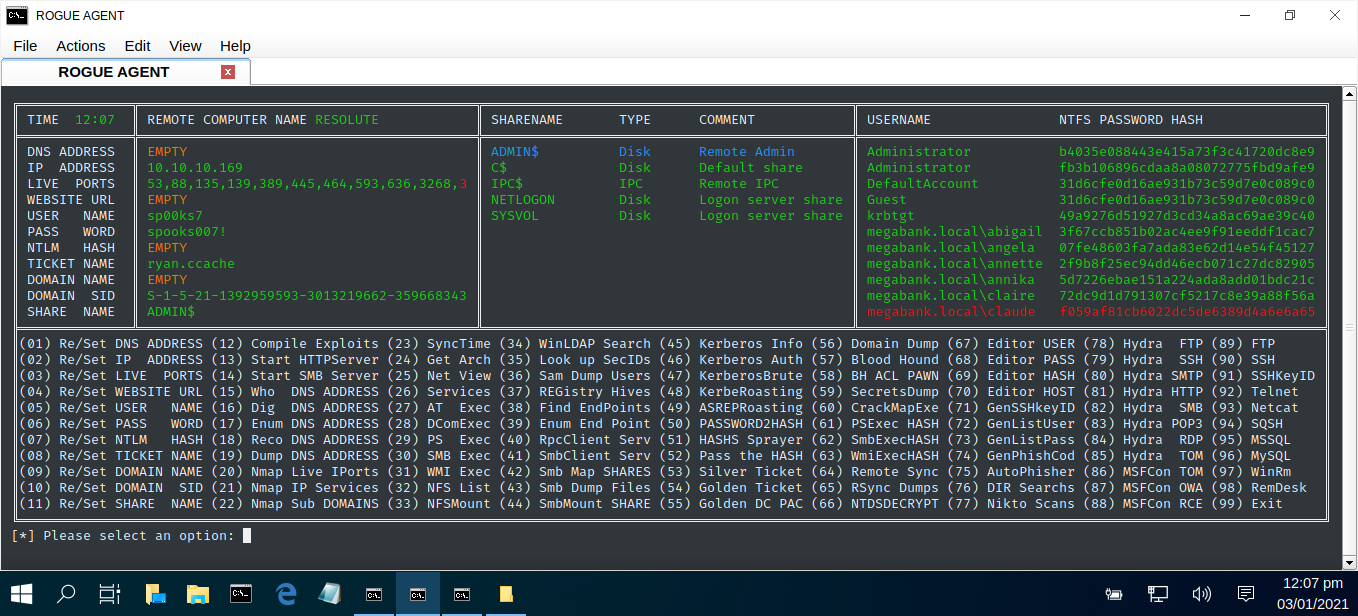 ROGUE AGENT
File Actions Edit View Help
ROGUE AGENT x
TIME 12:07 REMOTE COMPUTER NAME RESOLUTE SHARENAME TYPE COMMENT USERNAME NTFS PASSWORD HASH
DNS ADDRESS EMPTY ADMIN$ Disk Remote Admin Administrator b4035e088443e415a73f3c41720dc8e9
IP ADDRESS 10.10.10.169 C$ Disk Default share Administrator fb3b106896cdaa8a08072775fbd9afe9
LIVE PORTS 53,88,135,139,389,445,464,593,636,3268,3 IPC$ IPC Remote IPC DefaultAccount 31d6cfe0d16ae931b73c59d7e0c089c0
WEBSITE URL EMPTY NETLOGON Disk Logon server share Guest 31d6cfe0d16ae931b73c59d7e0c089c0
USER NAME sp00ks7 SYSVOL Disk Logon server share krbtgt 49a9276d51927d3cd34a8ac69ae39c40
PASS WORD spooks007! megabank.local\abigail 3f67ccb851b02ac4ee9f91eeddf1cac7
NTLM HASH EMPTY megabank.local\angela 07fe48603fa7ada83e62d14e54f45127
TICKET NAME ryan.ccache megabank.local\annette 2f9b8f25ec94dd46ecb071c27dc82905
DOMAIN NAME EMPTY megabank.local\annika 5d7226ebae151a224ada8add01bdc21c
DOMAIN SID S-1-5-21-1392959593-3013219662-359668343 megabank.local\claire 72dc9d1d791307cf5217c8e39a88f56a
SHARE NAME ADMIN$ megabank.local\claude f059af81cb6022dc5de6389d4a6e6a65
(01) Re/Set DNS ADDRESS (12) Compile Exploits (23) SyncTime (34) WinLDAP Search (45) Kerberos Info (56) Domain Dump (67) Editor USER (78) Hydra FTP (89) FTP
(02) Re/Set IP ADDRESS (13) Start HTTPServer (24) Get Arch (35) Look up SecIDs (46) Kerberos Auth (57) Blood Hound (68) Editor PASS (79) Hydra SSH (90) SSH
(03) Re/Set LIVE PORTS (14) Start SMB Server (25) Net View (36) Sam Dump Users (47) KerberosBrute (58) BH ACL PAWN (69) Editor HASH (80) Hydra SMTP (91) SSHKeyID
(04) Re/Set WEBSITE URL (15) Who DNS ADDRESS (26) Services (37) REgistry Hives (48) KerbeRoasting (59) SecretsDump (70) Editor HOST (81) Hydra HTTP (92) Telnet
(05) Re/Set USER NAME (16) Dig DNS ADDRESS (27) AT Exec (38) Find EndPoints (49) ASREPRoasting (60) CrackMapExe (71) GenSSHkeyID (82) Hydra SMB (93) Netcat
(06) Re/Set PASS WORD (17) Enum DNS ADDRESS (28) DComExec (39) Enum End Point (50) PASSWORD2HASH (61) PSExec HASH (72) GenListUser (83) Hydra POP3 (94) SQSH
(07) Re/Set NTLM HASH (18) Reco DNS ADDRESS (29) PS Exec (40) RpcClient Serv (51) HASHS Sprayer (62) SmbExecHASH (73) GenListPass (84) Hydra RDP (95) MSSQL
(08) Re/Set TICKET NAME (19) Dump DNS ADDRESS (30) SMB Exec (41) SmbClient Serv (52) Pass the HASH (63) WmiExecHASH (74) GenPhishCod (85) Hydra TOM (96) MySQL
(09) Re/Set DOMAIN NAME (20) Nmap Live IPorts (31) WMI Exec (42) Smb Map SHARES (53) Silver Ticket (64) Remote Sync (75) AutoPhisher (86) MSFCon TOM (97) WinRm
(10) Re/Set DOMAIN SID (21) Nmap IP Services (32) NFS List (43) Smb Dump Files (54) Golden Ticket (65) RSync Dumps (76) DIR Searchs (87) MSFCon OWA (98) RemDesk
(11) Re/Set SHARE NAME (22) Nmap Sub DOMAINS (33) NFSMount (44) SmbMount SHARE (55) Golden DC PAC (66) NTDSDECRYPT (77) Nikto Scans (88) MSFCon RCE (99) Exit
[*] Please select an option:
12:07 pm
03/01/2021